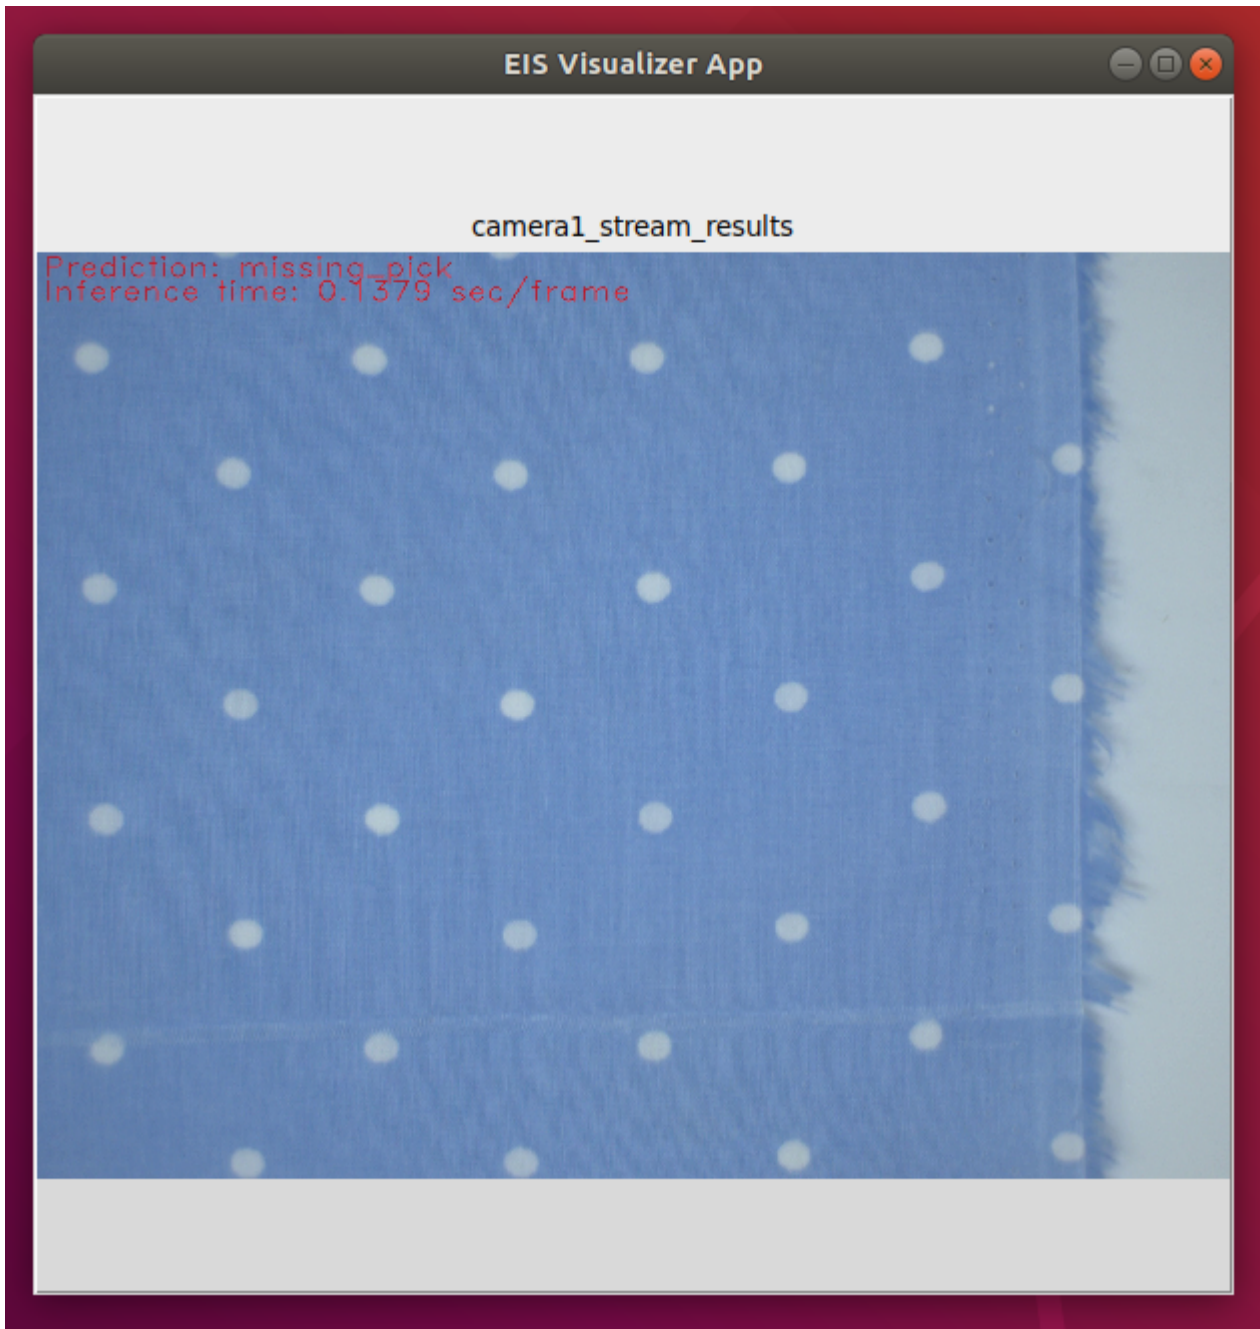 EIS Visualizer App
camera1_stream_results
Prediction: missing_pick
Inference time: 0.1379 sec/frame